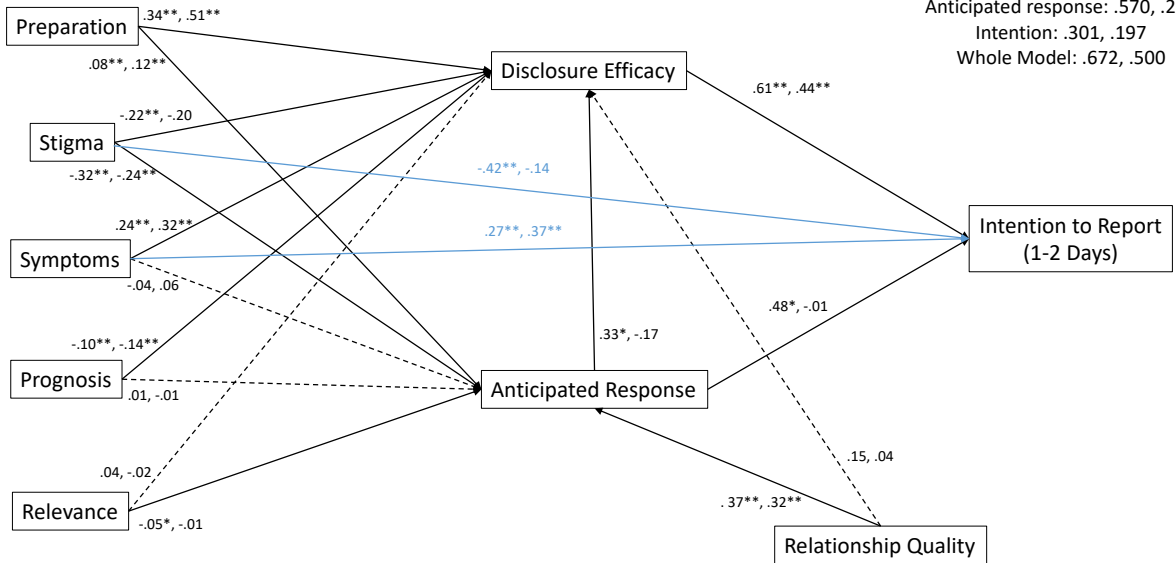 Anticipated response: .570, .2
Intention: .301, .197
Whole Model: .672, .500
.34**, .51**
Preparation
.08**, .12**
Disclosure Efficacy
.61**, .44**
-.22**, -.20
Stigma
-.32**, -.24**
-.42**, -.14
.24**, .32**
.27**, .37**
Symptoms
-.04, .06
Intention to Report
(1-2 Days)
.48*, -.01
.33*, -.17
-.10**, -.14**
Prognosis
.01, -.01
Anticipated Response
.15, .04
.04, -.02
Relevance
-.05*, -.01
. 37**, .32**
Relationship Quality